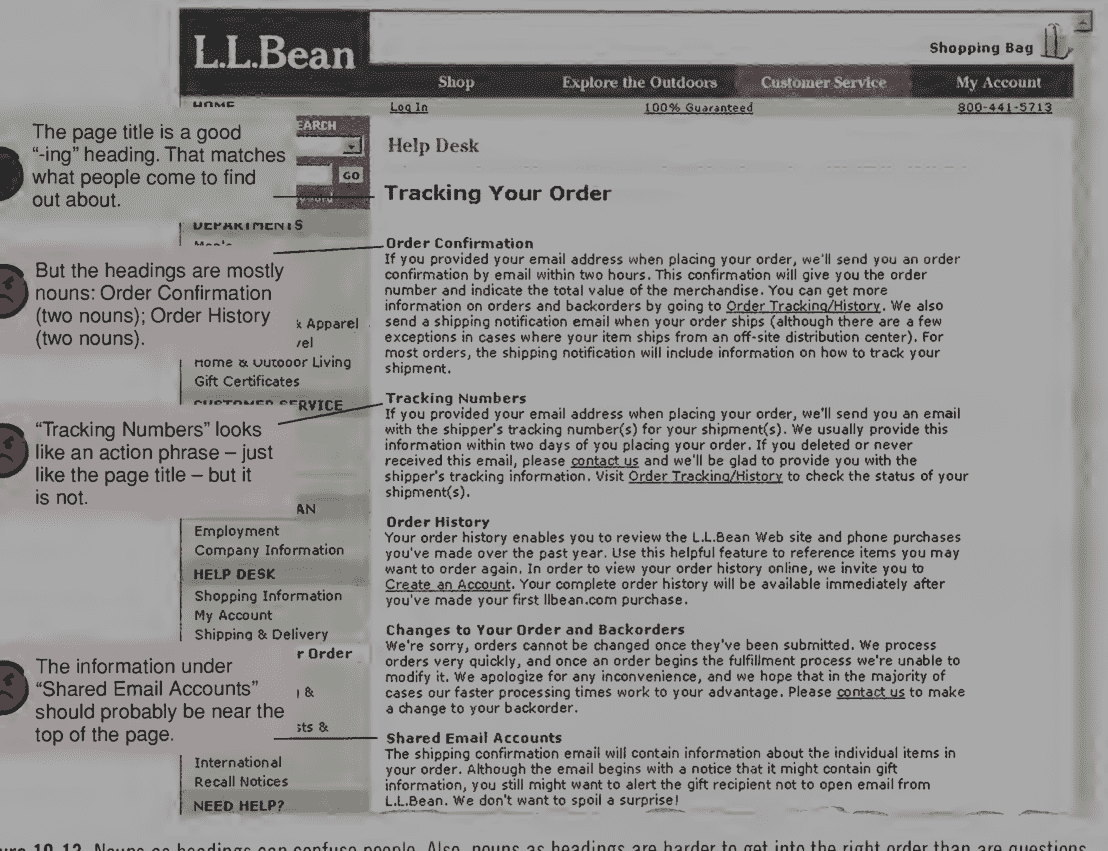 L.L.Bean
Shopping Bag
Shop
Explore the Outdoors
Customer Service
My Account
HOME
Log In
100% Guaranteed
800-441-5713
The page title is a good
“-ing” heading. That matches
what people come to find
out about.
EARCH
GO
Help Desk
Tracking Your Order
DEPARTMENTS
Men's
But the headings are mostly
nouns: Order Confirmation
(two nouns); Order History
(two nouns).
Apparel
Home & Outdoor Living
Gift Certificates
CUSTOMER SERVICE
“Tracking Numbers” looks
like an action phrase – just
like the page title – but it
is not.
AN
Employment
Company Information
HELP DESK
Shopping Information
My Account
Shipping & Delivery
r Order
The information under
“Shared Email Accounts”
should probably be near the
top of the page.
&
sts &
International
Recall Notices
NEED HELP?
Order Confirmation
If you provided your email address when placing your order, we'll send you an order
confirmation by email within two hours. This confirmation will give you the order
number and indicate the total value of the merchandise. You can get more
information on orders and backorders by going to Order Tracking/History. We also
send a shipping notification email when your order ships (although there are a few
exceptions in cases where your item ships from an off-site distribution center). For
most orders, the shipping notification will include information on how to track your
shipment.
Tracking Numbers
If you provided your email address when placing your order, we'll send you an email
with the shipper's tracking number(s) for your shipment(s). We usually provide this
information within two days of you placing your order. If you deleted or never
received this email, please contact us and we'll be glad to provide you with the
shipper's tracking information. Visit Order Tracking/History to check the status of your
shipment(s).
Order History
Your order history enables you to review the L.L.Bean Web site and phone purchases
you've made over the past year. Use this helpful feature to reference items you may
want to order again. In order to view your order history online, we invite you to
Create an Account. Your complete order history will be available immediately after
you've made your first llbean.com purchase.
Changes to Your Order and Backorders
We're sorry, orders cannot be changed once they've been submitted. We process
orders very quickly, and once an order begins the fulfillment process we're unable to
modify it. We apologize for any inconvenience, and we hope that in the majority of
cases our faster processing times work to your advantage. Please contact us to make
a change to your backorder.
Shared Email Accounts
The shipping confirmation email will contain information about the individual items in
your order. Although the email begins with a notice that it might contain gift
information, you still might want to alert the gift recipient not to open email from
L.L.Bean. We don't want to spoil a surprise!
ure 10-12 Nouns as headings can confuse people. Also, nouns as headings are harder to get into the right order than are questions